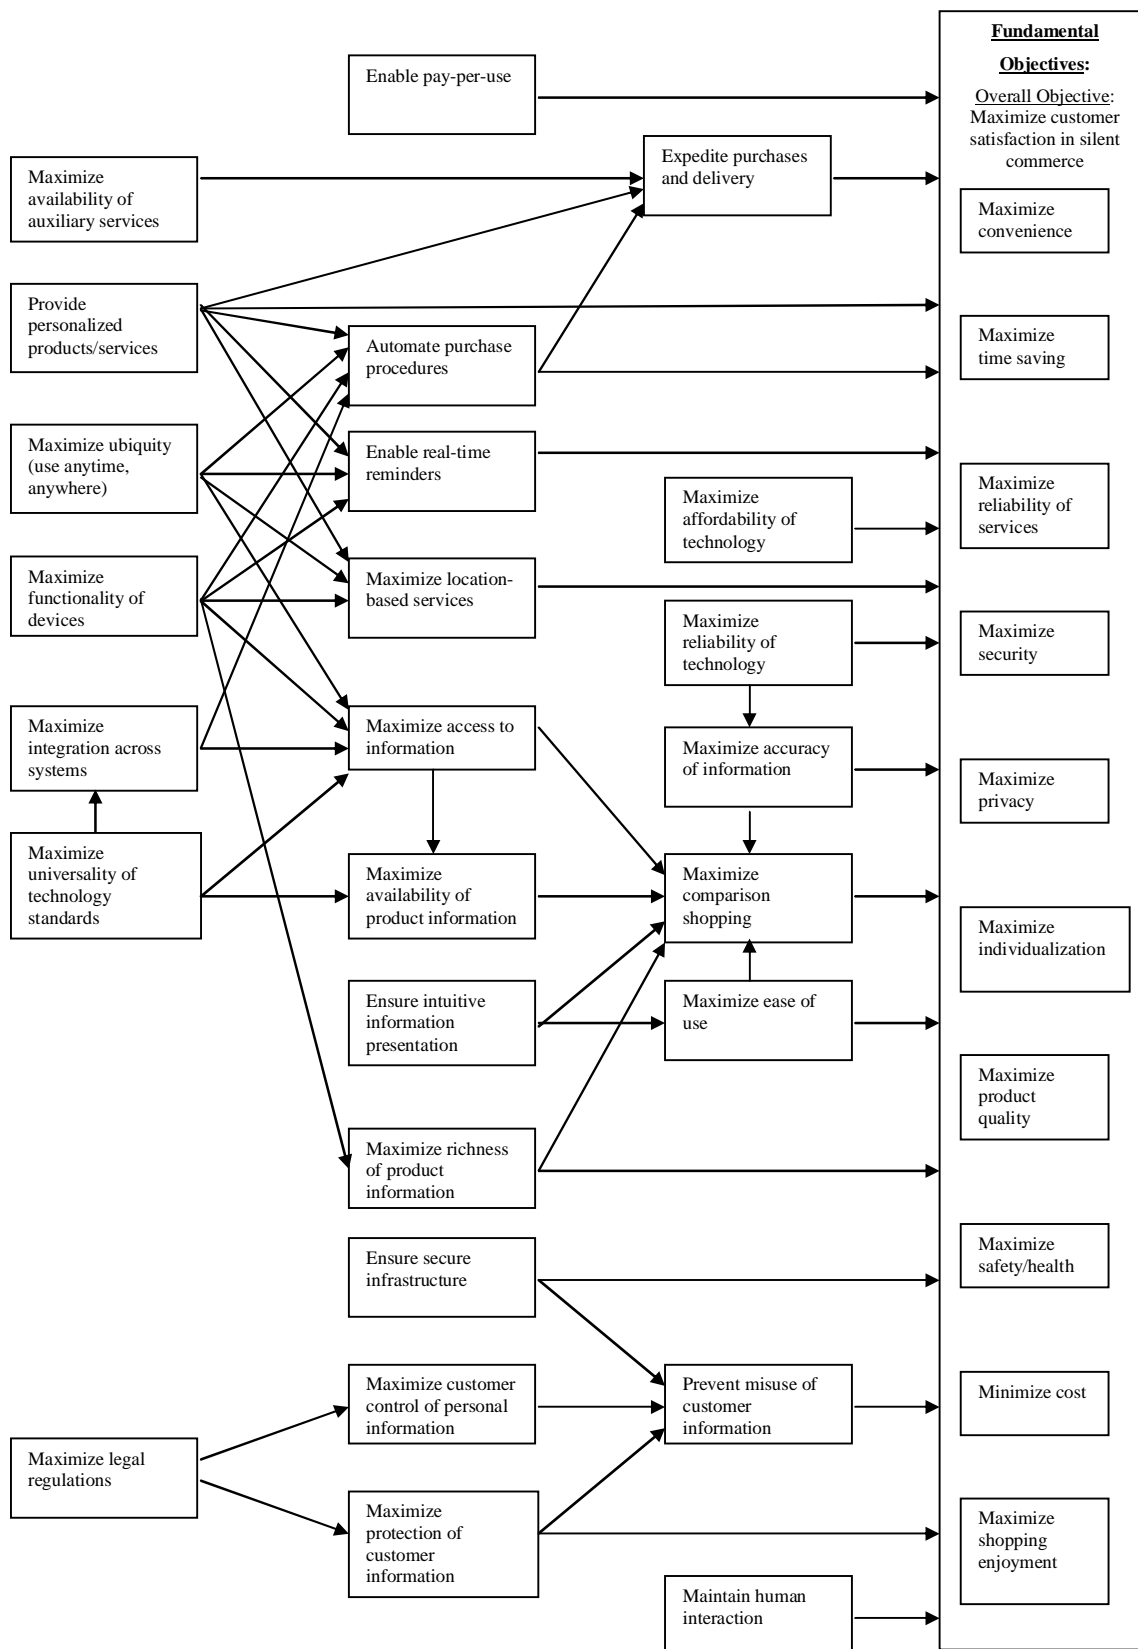 Fundamental
Objectives:
Overall Objective:
Maximize customer
satisfaction in silent
commerce
Enable pay-per-use
Expedite purchases
and delivery
Maximize
availability of
auxiliary services
Maximize
convenience
Provide
personalized
products/services
Automate purchase
procedures
Maximize
time saving
Maximize ubiquity
(use anytime,
anywhere)
Enable real-time
reminders
Maximize
affordability of
technology
Maximize
reliability of
services
Maximize
functionality of
devices
Maximize location-
based services
Maximize
reliability of
technology
Maximize
security
Maximize
integration across
systems
Maximize access to
information
Maximize accuracy
of information
Maximize
privacy
Maximize
universality of
technology
standards
Maximize
availability of
product information
Maximize
comparison
shopping
Maximize
individualization
Ensure intuitive
information
presentation
Maximize ease of
use
Maximize
product
quality
Maximize richness
of product
information
Ensure secure
infrastructure
Maximize
safety/health
Maximize customer
control of personal
information
Prevent misuse of
customer
information
Minimize cost
Maximize legal
regulations
Maximize
protection of
customer
information
Maximize
shopping
enjoyment
Maintain human
interaction